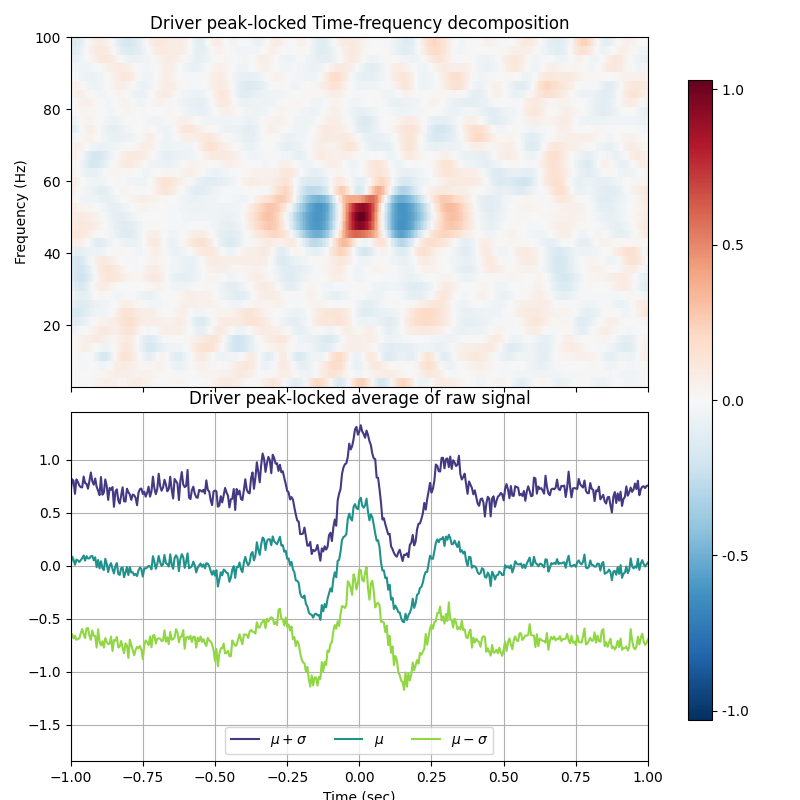 Driver peak-locked Time-frequency decomposition
100
80
60
40
20
Frequency (Hz)
1.0
0.5
0.0
-0.5
-1.0
Driver peak-locked average of raw signal
1.0
0.5
0.0
−0.5
−1.0
−1.5
μ + σ
μ
μ − σ
−1.00 −0.75 −0.50 −0.25 0.00 0.25 0.50 0.75 1.00
Time (sec)